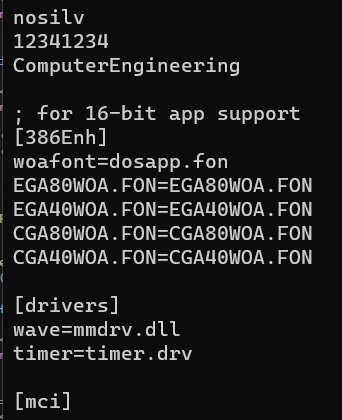 nosilv
12341234
ComputerEngineering
; for 16-bit app support
[386Enh]
woafont=dosapp.fon
EGA80WOA.FON=EGA80WOA.FON
EGA40WOA.FON=EGA40WOA.FON
CGA80WOA.FON=CGA80WOA.FON
CGA40WOA.FON=CGA40WOA.FON
[drivers]
wave=mmdrv.dll
timer=timer.drv
[mci]